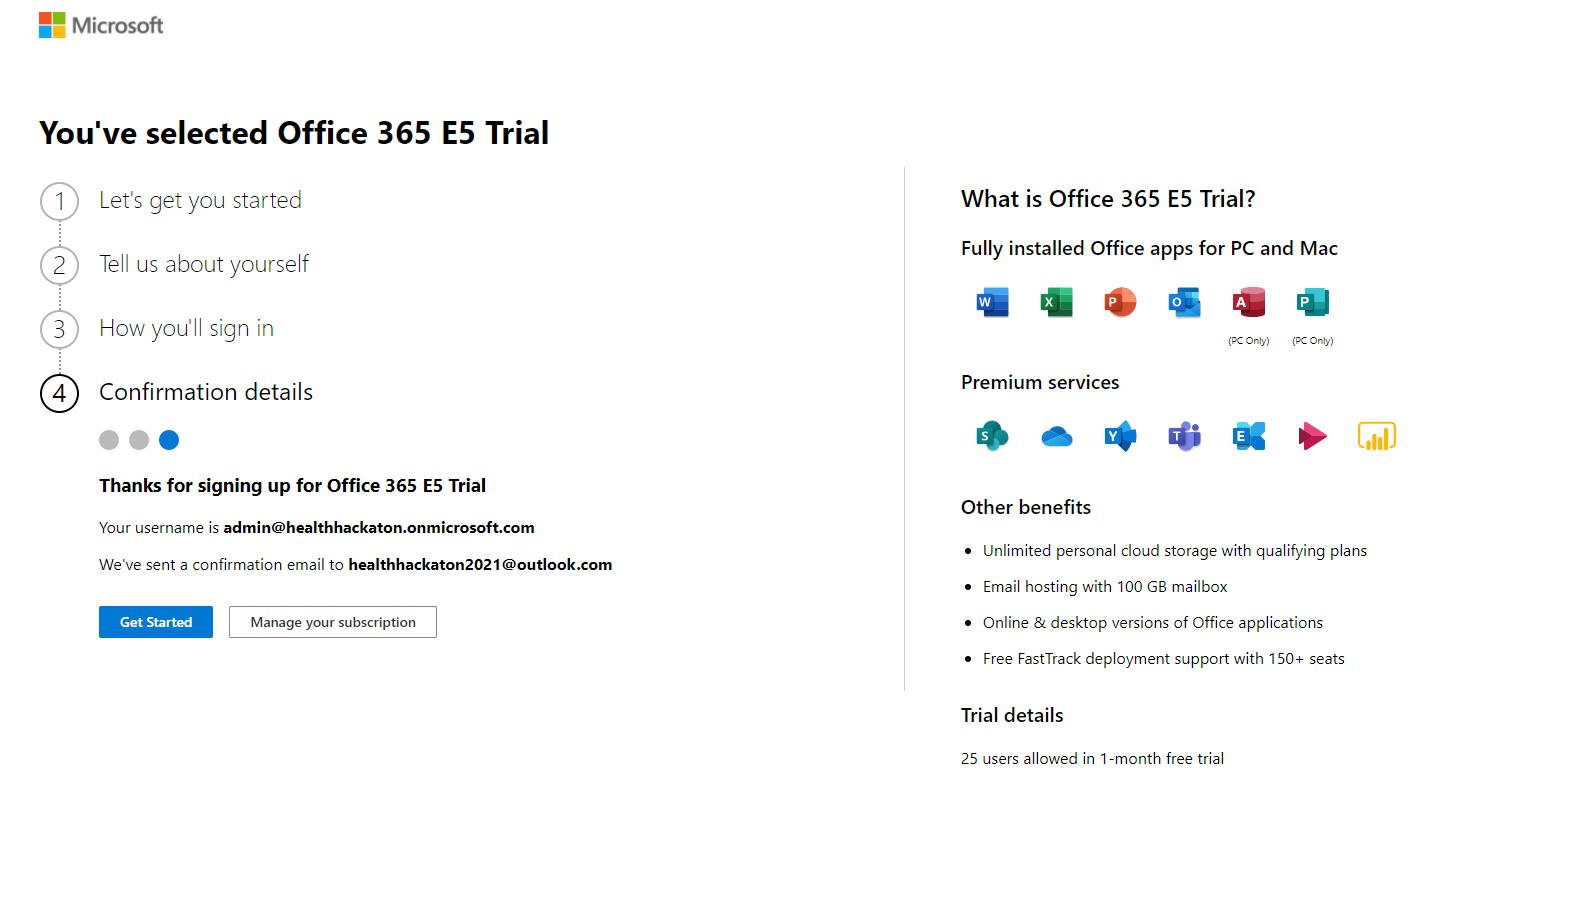 Microsoft
You've selected Office 365 E5 Trial
1 Let's get you started
2 Tell us about yourself
3 How you'll sign in
4 Confirmation details
Thanks for signing up for Office 365 E5 Trial
Your username is admin@healthhackaton.onmicrosoft.com
We've sent a confirmation email to healthhackaton2021@outlook.com
Get Started
Manage your subscription
What is Office 365 E5 Trial?
Fully installed Office apps for PC and Mac
W X P O A P
(PC Only) (PC Only)
Premium services
S Y T E
Other benefits
• Unlimited personal cloud storage with qualifying plans
• Email hosting with 100 GB mailbox
• Online & desktop versions of Office applications
• Free FastTrack deployment support with 150+ seats
Trial details
25 users allowed in 1-month free trial